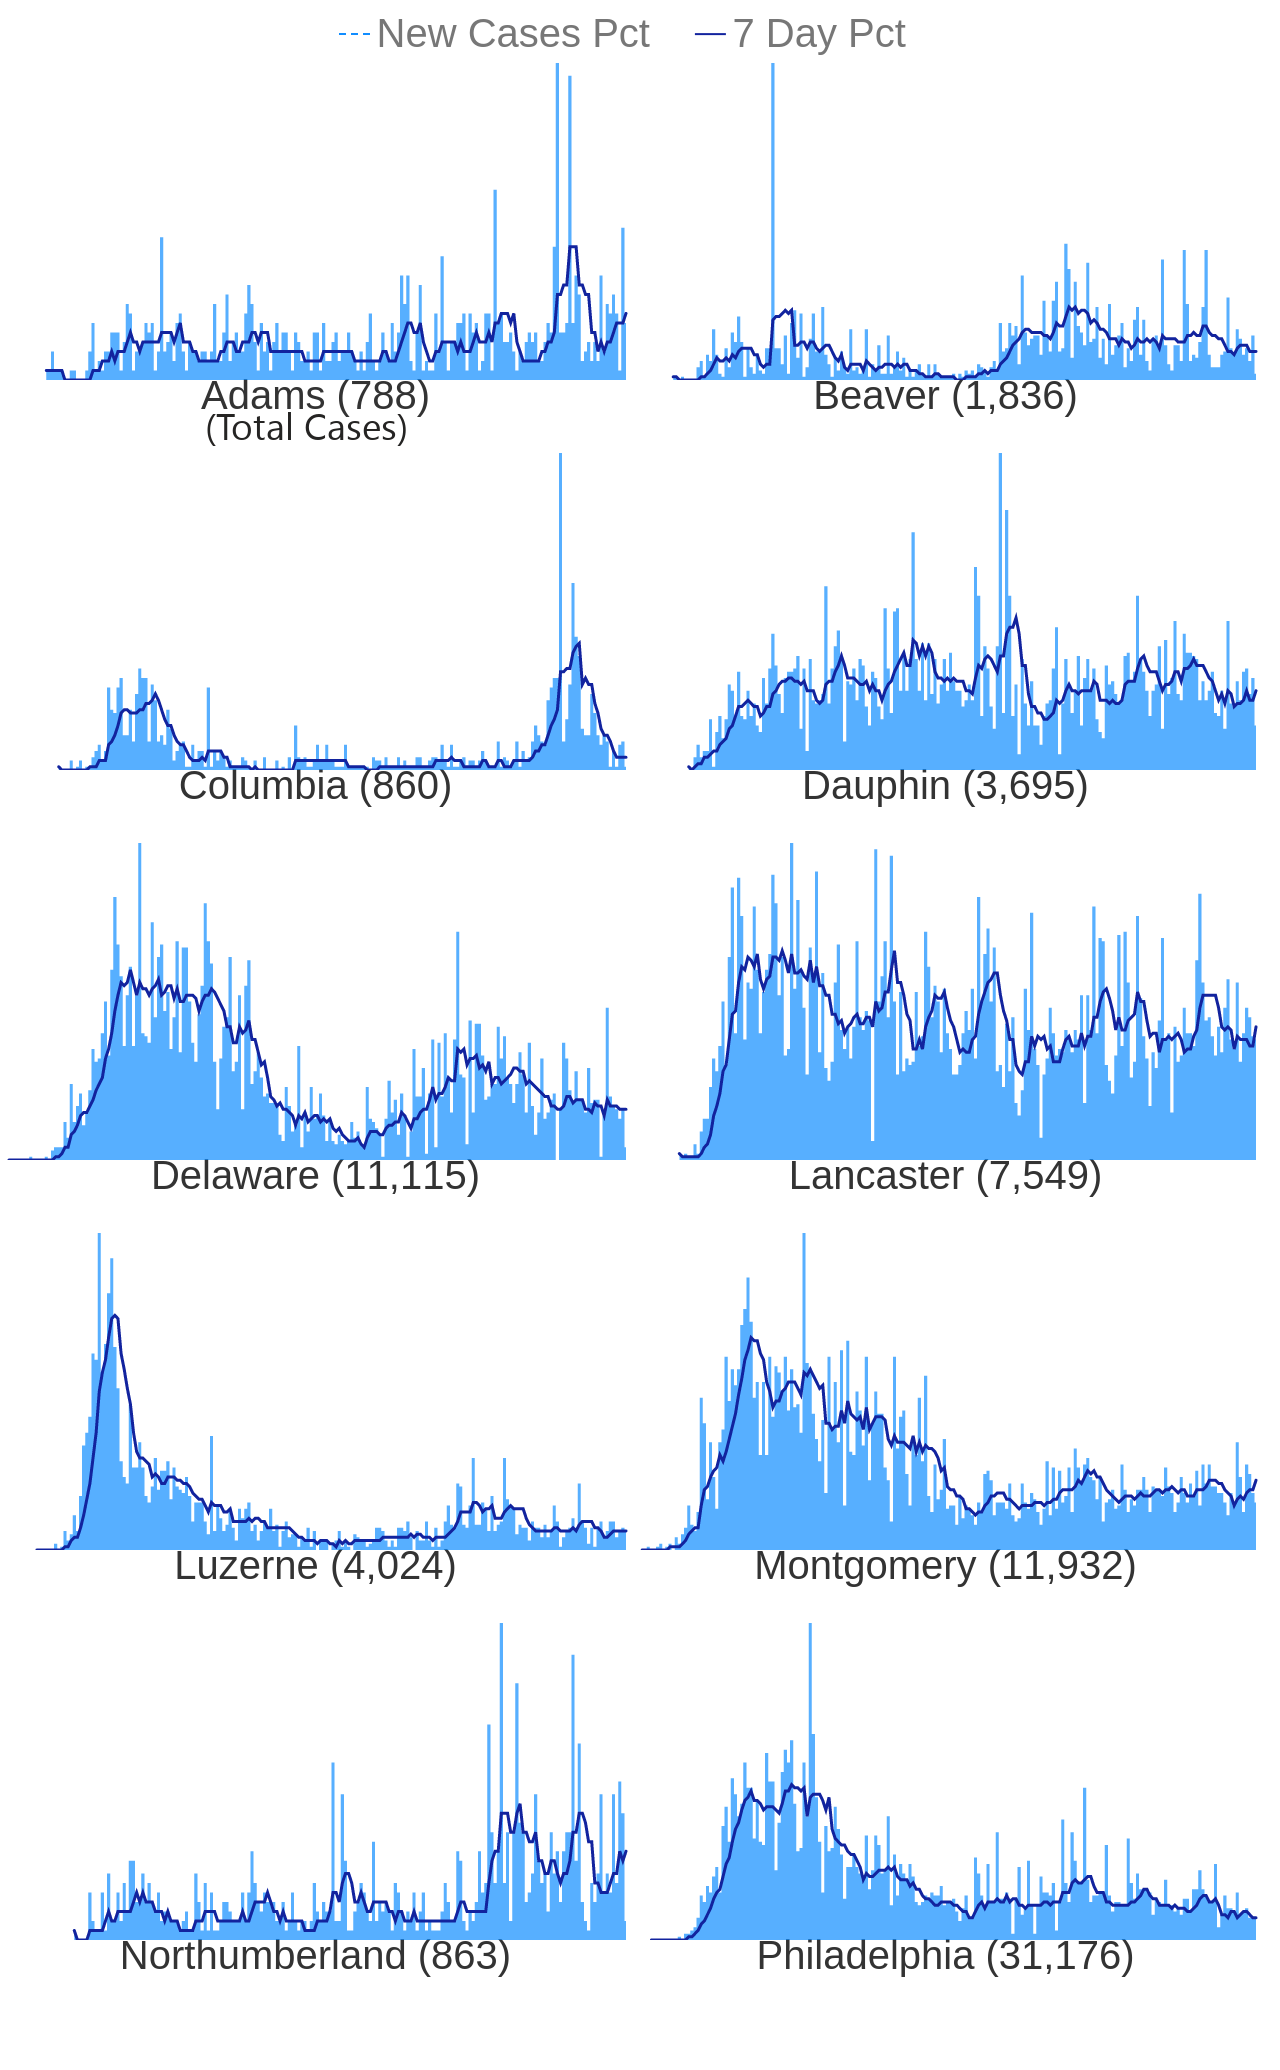 New Cases Pct 7 Day Pct
Adams (788) Beaver (1,836)
(Total Cases)
Columbia (860) Dauphin (3,695)
Delaware (11,115) Lancaster (7,549)
Luzerne (4,024) Montgomery (11,932)
Northumberland (863) Philadelphia (31,176)